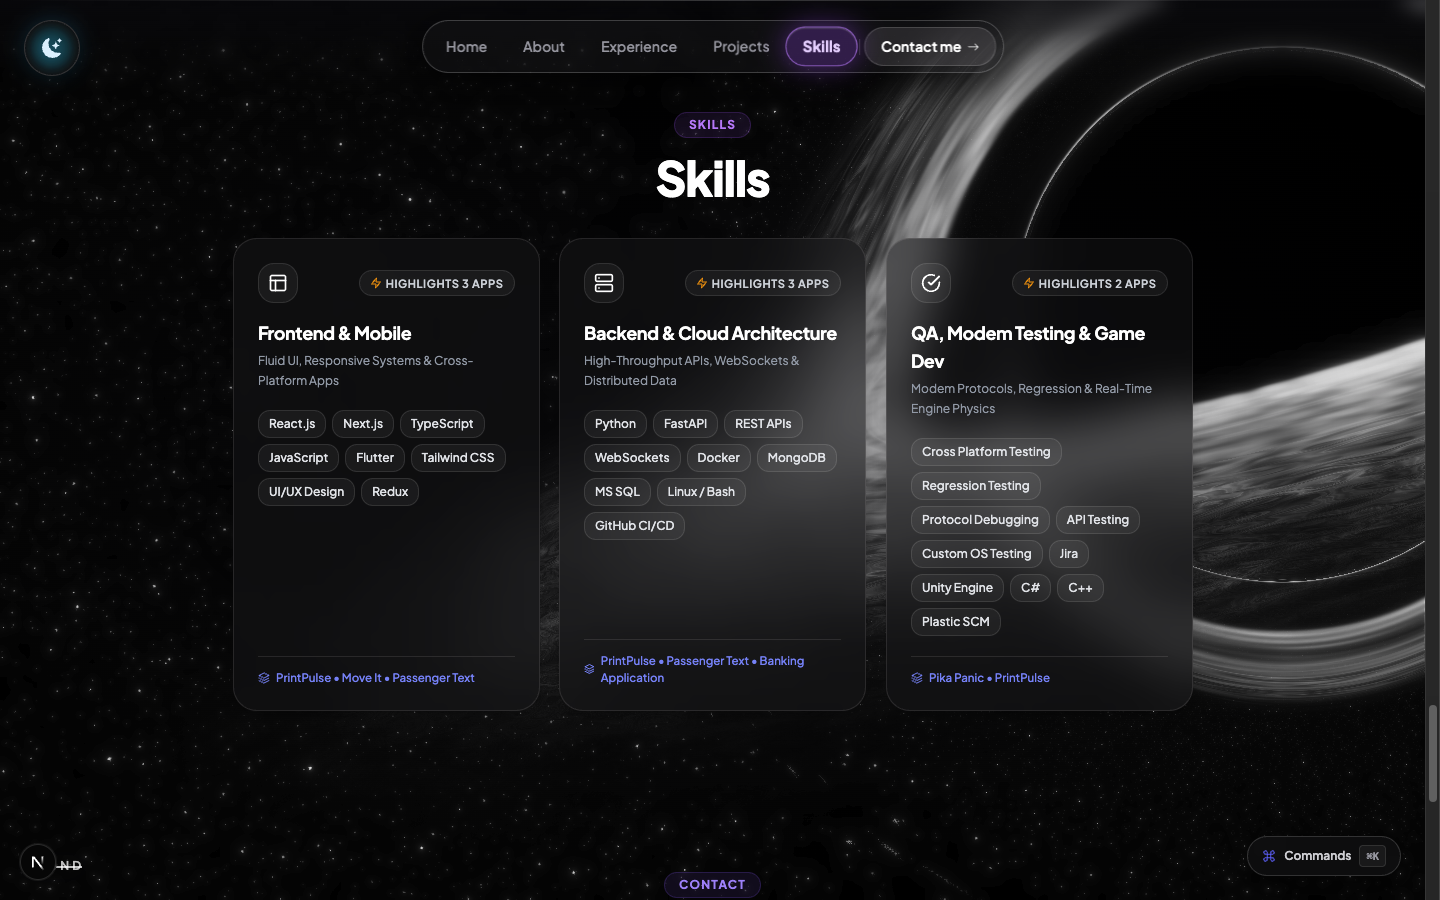 Home About Experience Projects Skills Contact me →
SKILLS
Skills
HIGHLIGHTS 3 APPS
Frontend & Mobile
Fluid UI, Responsive Systems & Cross-
Platform Apps
React.js Next.js TypeScript
JavaScript Flutter Tailwind CSS
UI/UX Design Redux
PrintPulse • Move It • Passenger Text
HIGHLIGHTS 3 APPS
Backend & Cloud Architecture
High-Throughput APIs, WebSockets &
Distributed Data
Python FastAPI REST APIs
WebSockets Docker MongoDB
MS SQL Linux / Bash
GitHub CI/CD
PrintPulse • Passenger Text • Banking
Application
HIGHLIGHTS 2 APPS
QA, Modem Testing & Game
Dev
Modem Protocols, Regression & Real-Time
Engine Physics
Cross Platform Testing
Regression Testing
Protocol Debugging API Testing
Custom OS Testing Jira
Unity Engine C# C++
Plastic SCM
Pika Panic • PrintPulse
N ND
⌘ Commands ⌘K
CONTACT